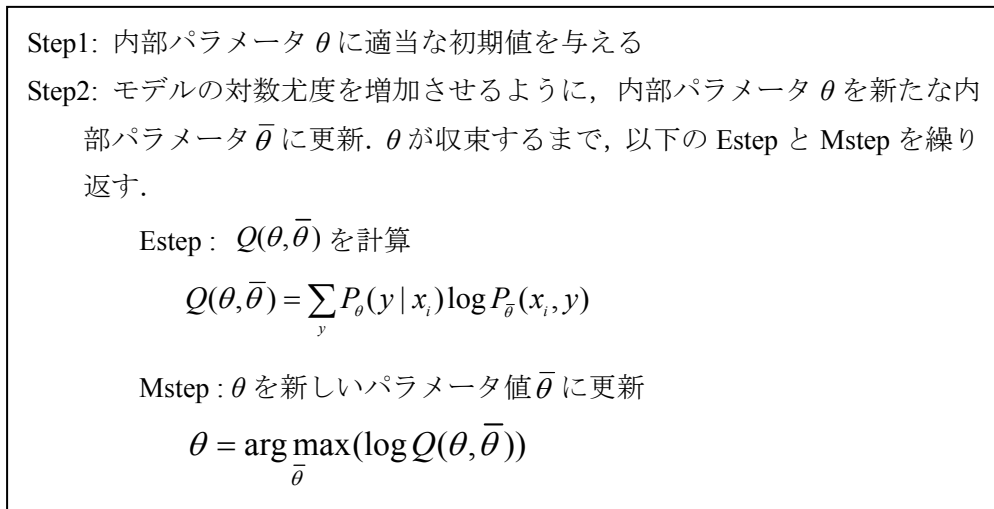 Step1: 内部パラメータ θ に適当な初期値を与える
Step2: モデルの対数尤度を増加させるように，内部パラメータ θ を新たな内
部パラメータ θ̅ に更新．θ が収束するまで，以下の Estep と Mstep を繰り
返す．
Estep : Q(θ,θ̅) を計算
Q(θ,θ̅) = ∑_y P_θ(y | x_i) log P_θ̅(x_i, y)
Mstep : θ を新しいパラメータ値 θ̅ に更新
θ = arg max_θ̅ (log Q(θ,θ̅))